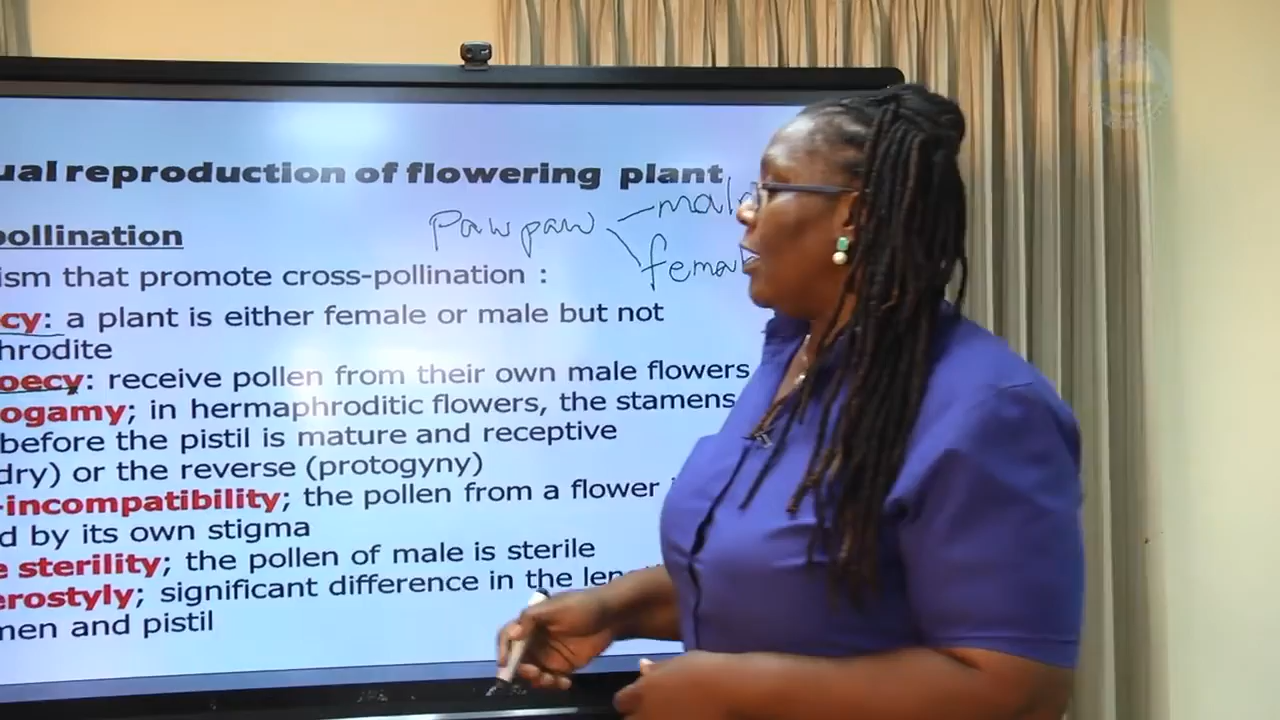 ual reproduction of flowering plant
Pawpaw male
female
pollination
ism that promote cross-pollination :
cy: a plant is either female or male but not
hrodite
oecy: receive pollen from their own male flowers
ogamy; in hermaphroditic flowers, the stamens
before the pistil is mature and receptive
dry) or the reverse (protogyny)
-incompatibility; the pollen from a flower
d by its own stigma
e sterility; the pollen of male is sterile
erostyly; significant difference in the len
men and pistil